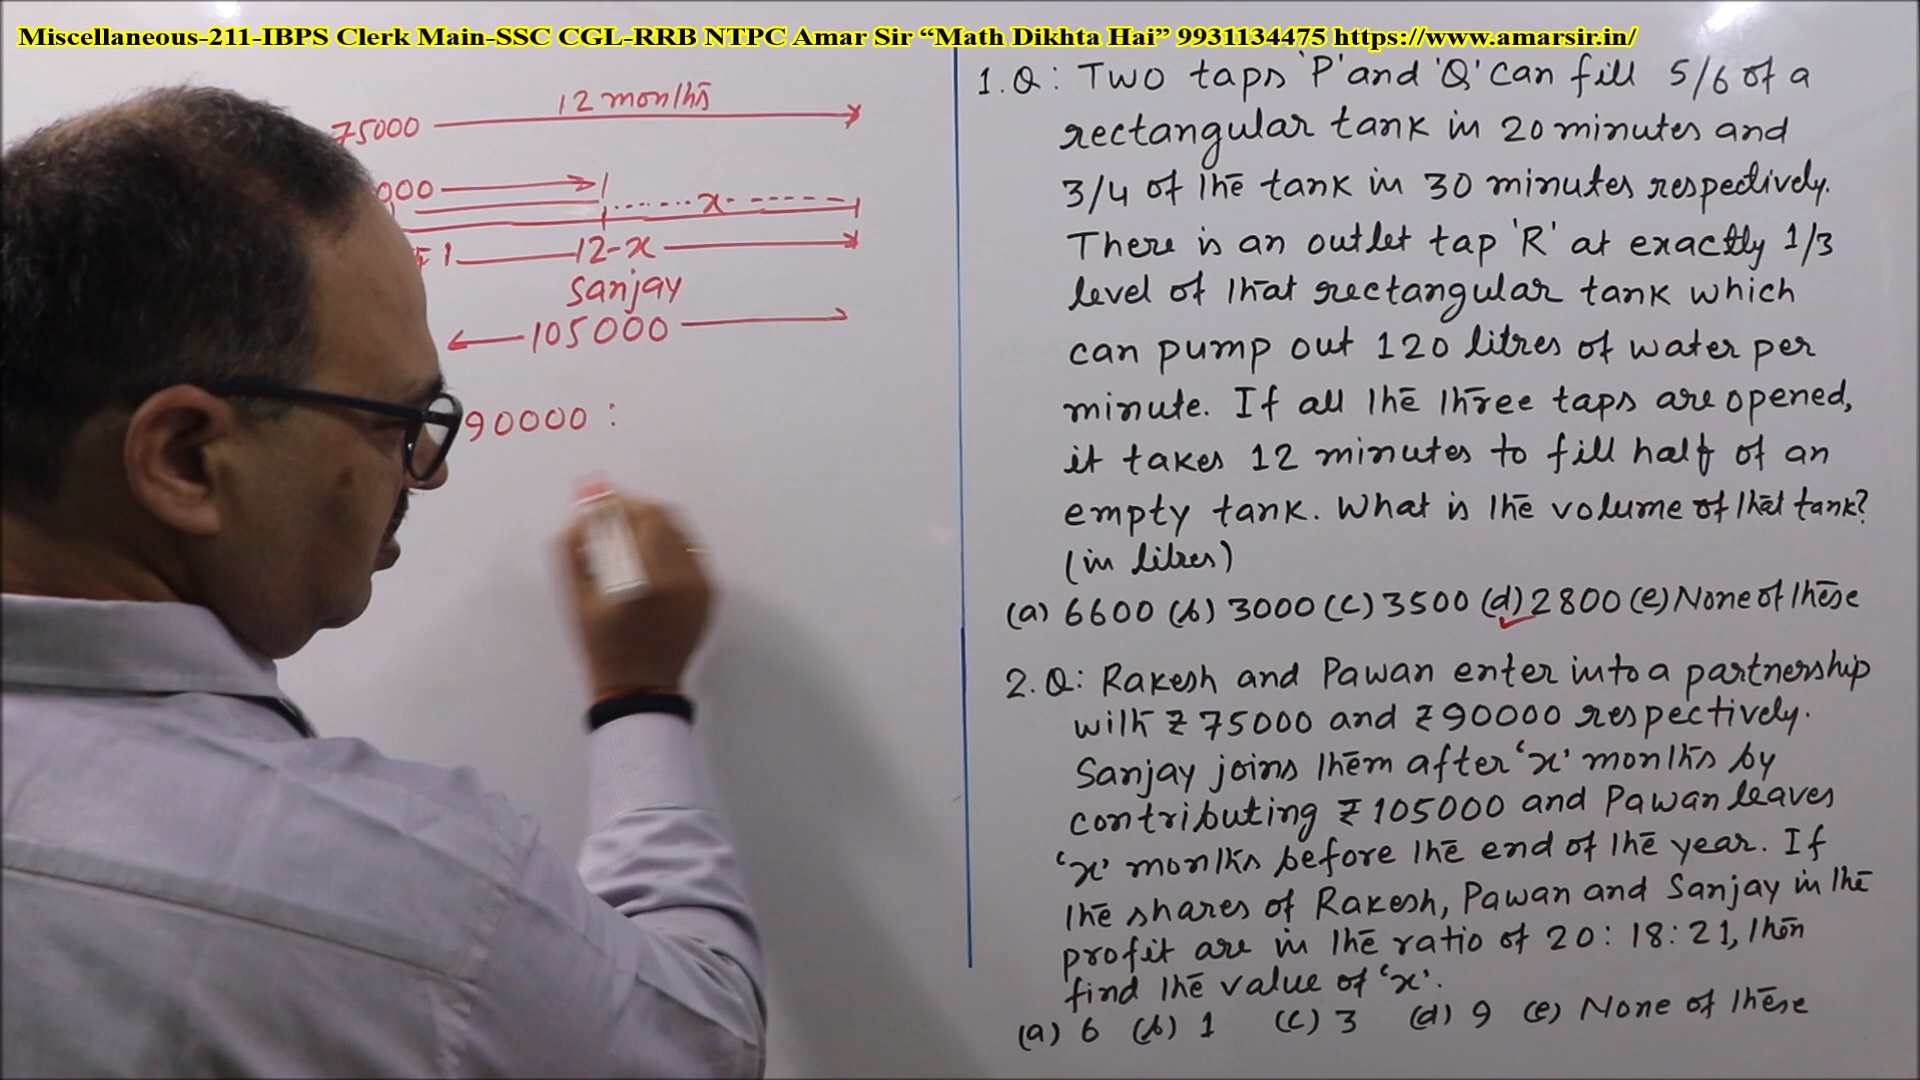 Miscellaneous-211-IBPS Clerk Main-SSC CGL-RRB NTPC Amar Sir “Math Dikhta Hai” 9931134475 https://www.amarsir.in/
12 months
75000
000
x
1 12-x
Sanjay
105000
90000 :
1. Q: Two taps 'P' and 'Q' can fill 5/6 of a
rectangular tank in 20 minutes and
3/4 of the tank in 30 minutes respectively.
There is an outlet tap 'R' at exactly 1/3
level of that rectangular tank which
can pump out 120 litres of water per
minute. If all the three taps are opened,
it takes 12 minutes to fill half of an
empty tank. What is the volume of that tank?
(in litres)
(a) 6600 (b) 3000 (c) 3500 (d) 2800 (e) None of these
2. Q: Rakesh and Pawan enter into a partnership
with ₹ 75000 and ₹ 90000 respectively.
Sanjay joins them after 'x' months by
contributing ₹ 105000 and Pawan leaves
'x' months before the end of the year. If
the shares of Rakesh, Pawan and Sanjay in the
profit are in the ratio of 20 : 18 : 21, then
find the value of 'x'.
(a) 6 (b) 1 (c) 3 (d) 9 (e) None of these